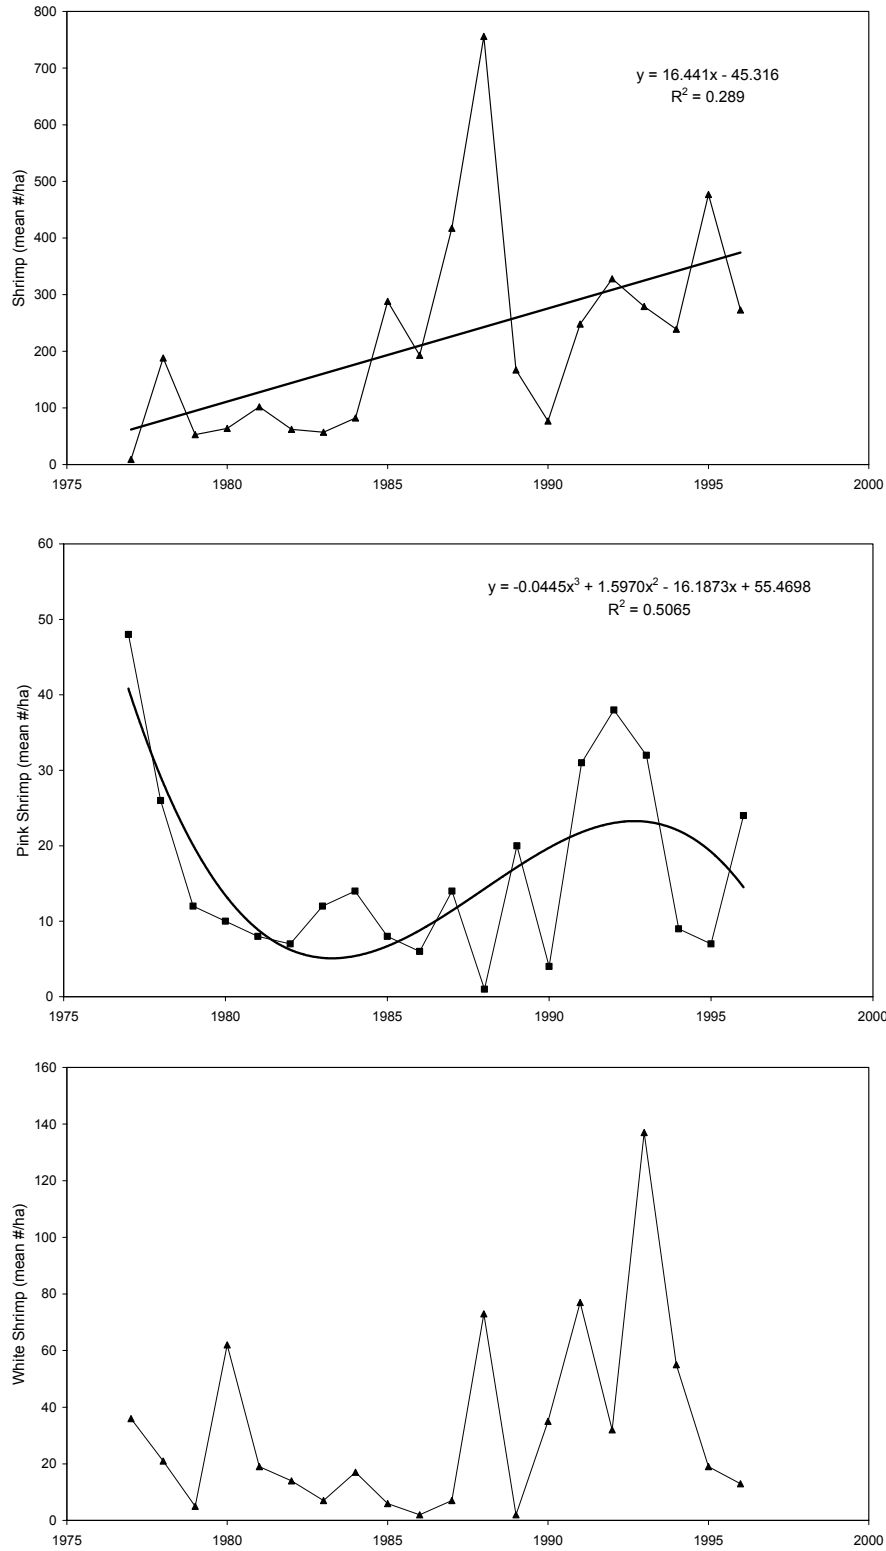 800
700
600
500
400
300
200
100
0
Shrimp (mean #/ha)
y = 16.441x - 45.316
R² = 0.289
1975 1980 1985 1990 1995 2000
60
50
40
30
20
10
0
Pink Shrimp (mean #/ha)
y = -0.0445x³ + 1.5970x² - 16.1873x + 55.4698
R² = 0.5065
1975 1980 1985 1990 1995 2000
160
140
120
100
80
60
40
20
0
White Shrimp (mean #/ha)
1975 1980 1985 1990 1995 2000